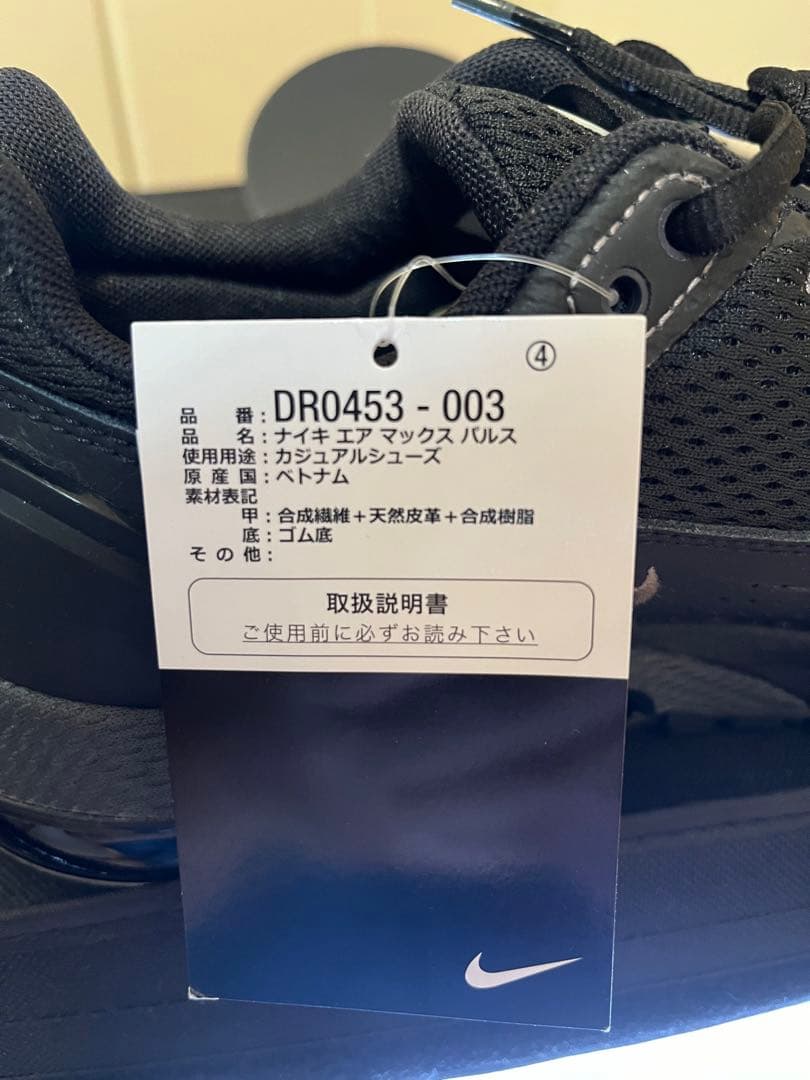 ④
品 番：DR0453 - 003
品 名：ナイキ エア マックス パルス
使用用途：カジュアルシューズ
原 産 国：ベトナム
素材表記
甲：合成繊維＋天然皮革＋合成樹脂
底：ゴム底
そ の 他：
取扱説明書
ご使用前に必ずお読み下さい